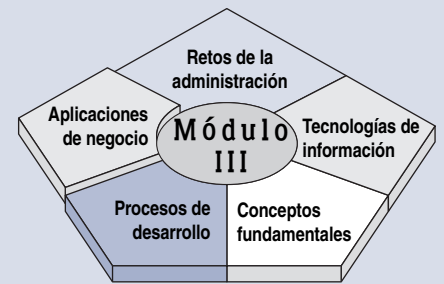 Retos de la
administración
Aplicaciones
de negocio
Módulo
III
Tecnologías de
información
Procesos de
desarrollo
Conceptos
fundamentales